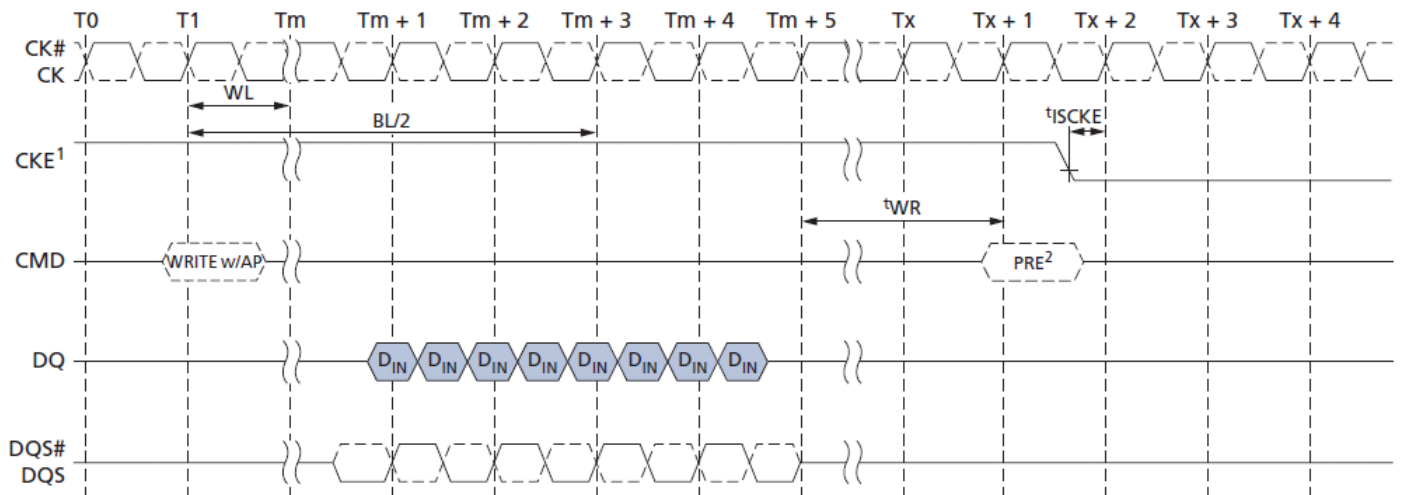 T0 T1 Tm Tm + 1 Tm + 2 Tm + 3 Tm + 4 Tm + 5 Tx Tx + 1 Tx + 2 Tx + 3 Tx + 4
CK#
CK
WL
BL/2
tISCKE
CKE1
tWR
CMD WRITE w/AP PRE2
DQ DIN DIN DIN DIN DIN DIN DIN DIN
DQS#
DQS